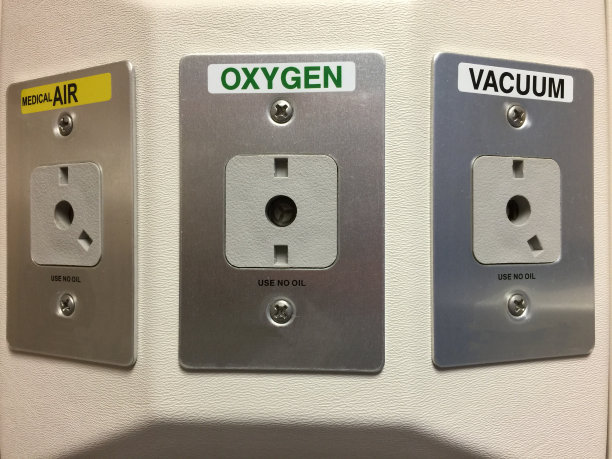 MEDICAL AIR
OXYGEN
VACUUM
USE NO OIL
USE NO OIL
USE NO OIL